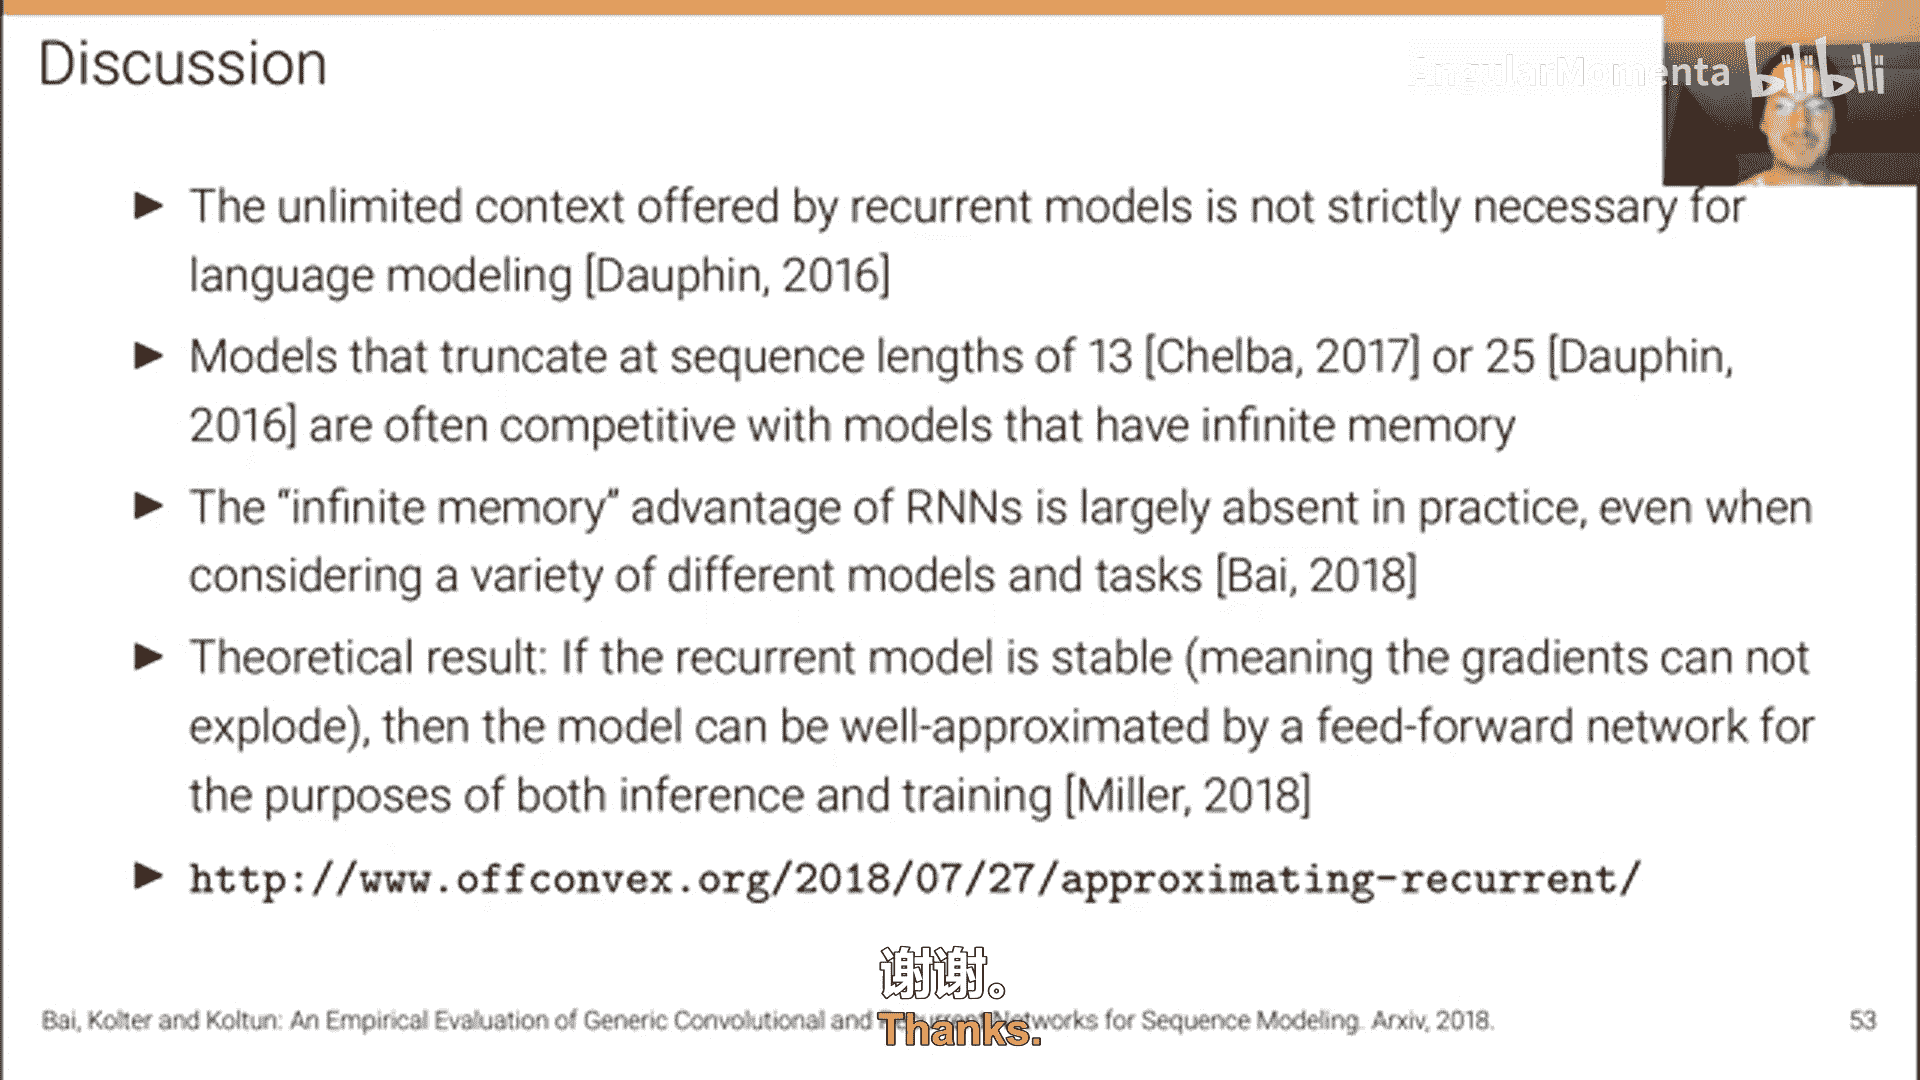 Discussion
AngularMomenta bilibili
► The unlimited context offered by recurrent models is not strictly necessary for
language modeling [Dauphin, 2016]
► Models that truncate at sequence lengths of 13 [Chelba, 2017] or 25 [Dauphin,
2016] are often competitive with models that have infinite memory
► The “infinite memory” advantage of RNNs is largely absent in practice, even when
considering a variety of different models and tasks [Bai, 2018]
► Theoretical result: If the recurrent model is stable (meaning the gradients can not
explode), then the model can be well-approximated by a feed-forward network for
the purposes of both inference and training [Miller, 2018]
► http://www.offconvex.org/2018/07/27/approximating-recurrent/
谢谢。
Bai, Kolter and Koltun: An Empirical Evaluation of Generic Convolutional and Recurrent Networks for Sequence Modeling. Arxiv, 2018.
53
Thanks.